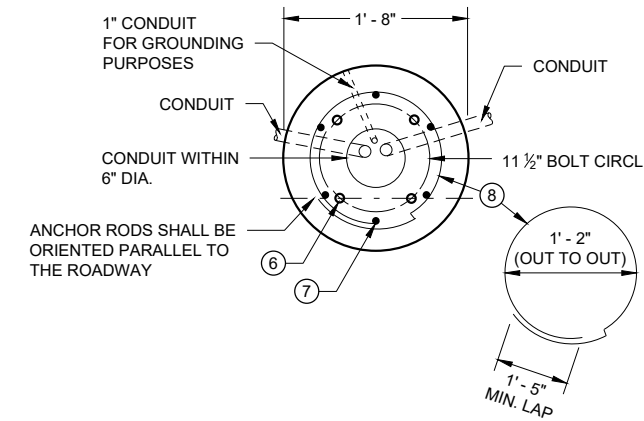 1" CONDUIT
FOR GROUNDING
PURPOSES
1' - 8"
CONDUIT
CONDUIT
CONDUIT WITHIN
6" DIA.
11 ½" BOLT CIRCL
8
ANCHOR RODS SHALL BE
ORIENTED PARALLEL TO
THE ROADWAY
6
7
1' - 2"
(OUT TO OUT)
1' - 5"
MIN. LAP